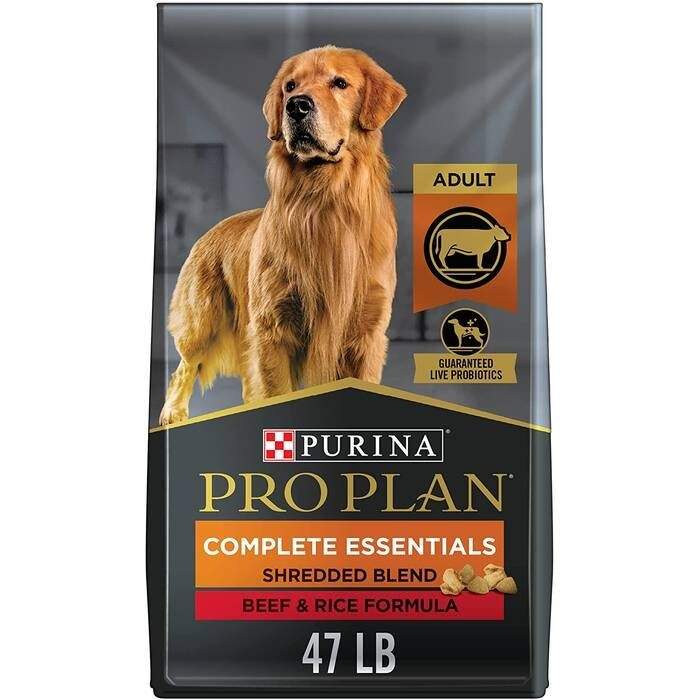 ADULT
GUARANTEED
LIVE PROBIOTICS
PURINA®
PRO PLAN®
COMPLETE ESSENTIALS
SHREDDED BLEND
BEEF & RICE FORMULA
47 LB